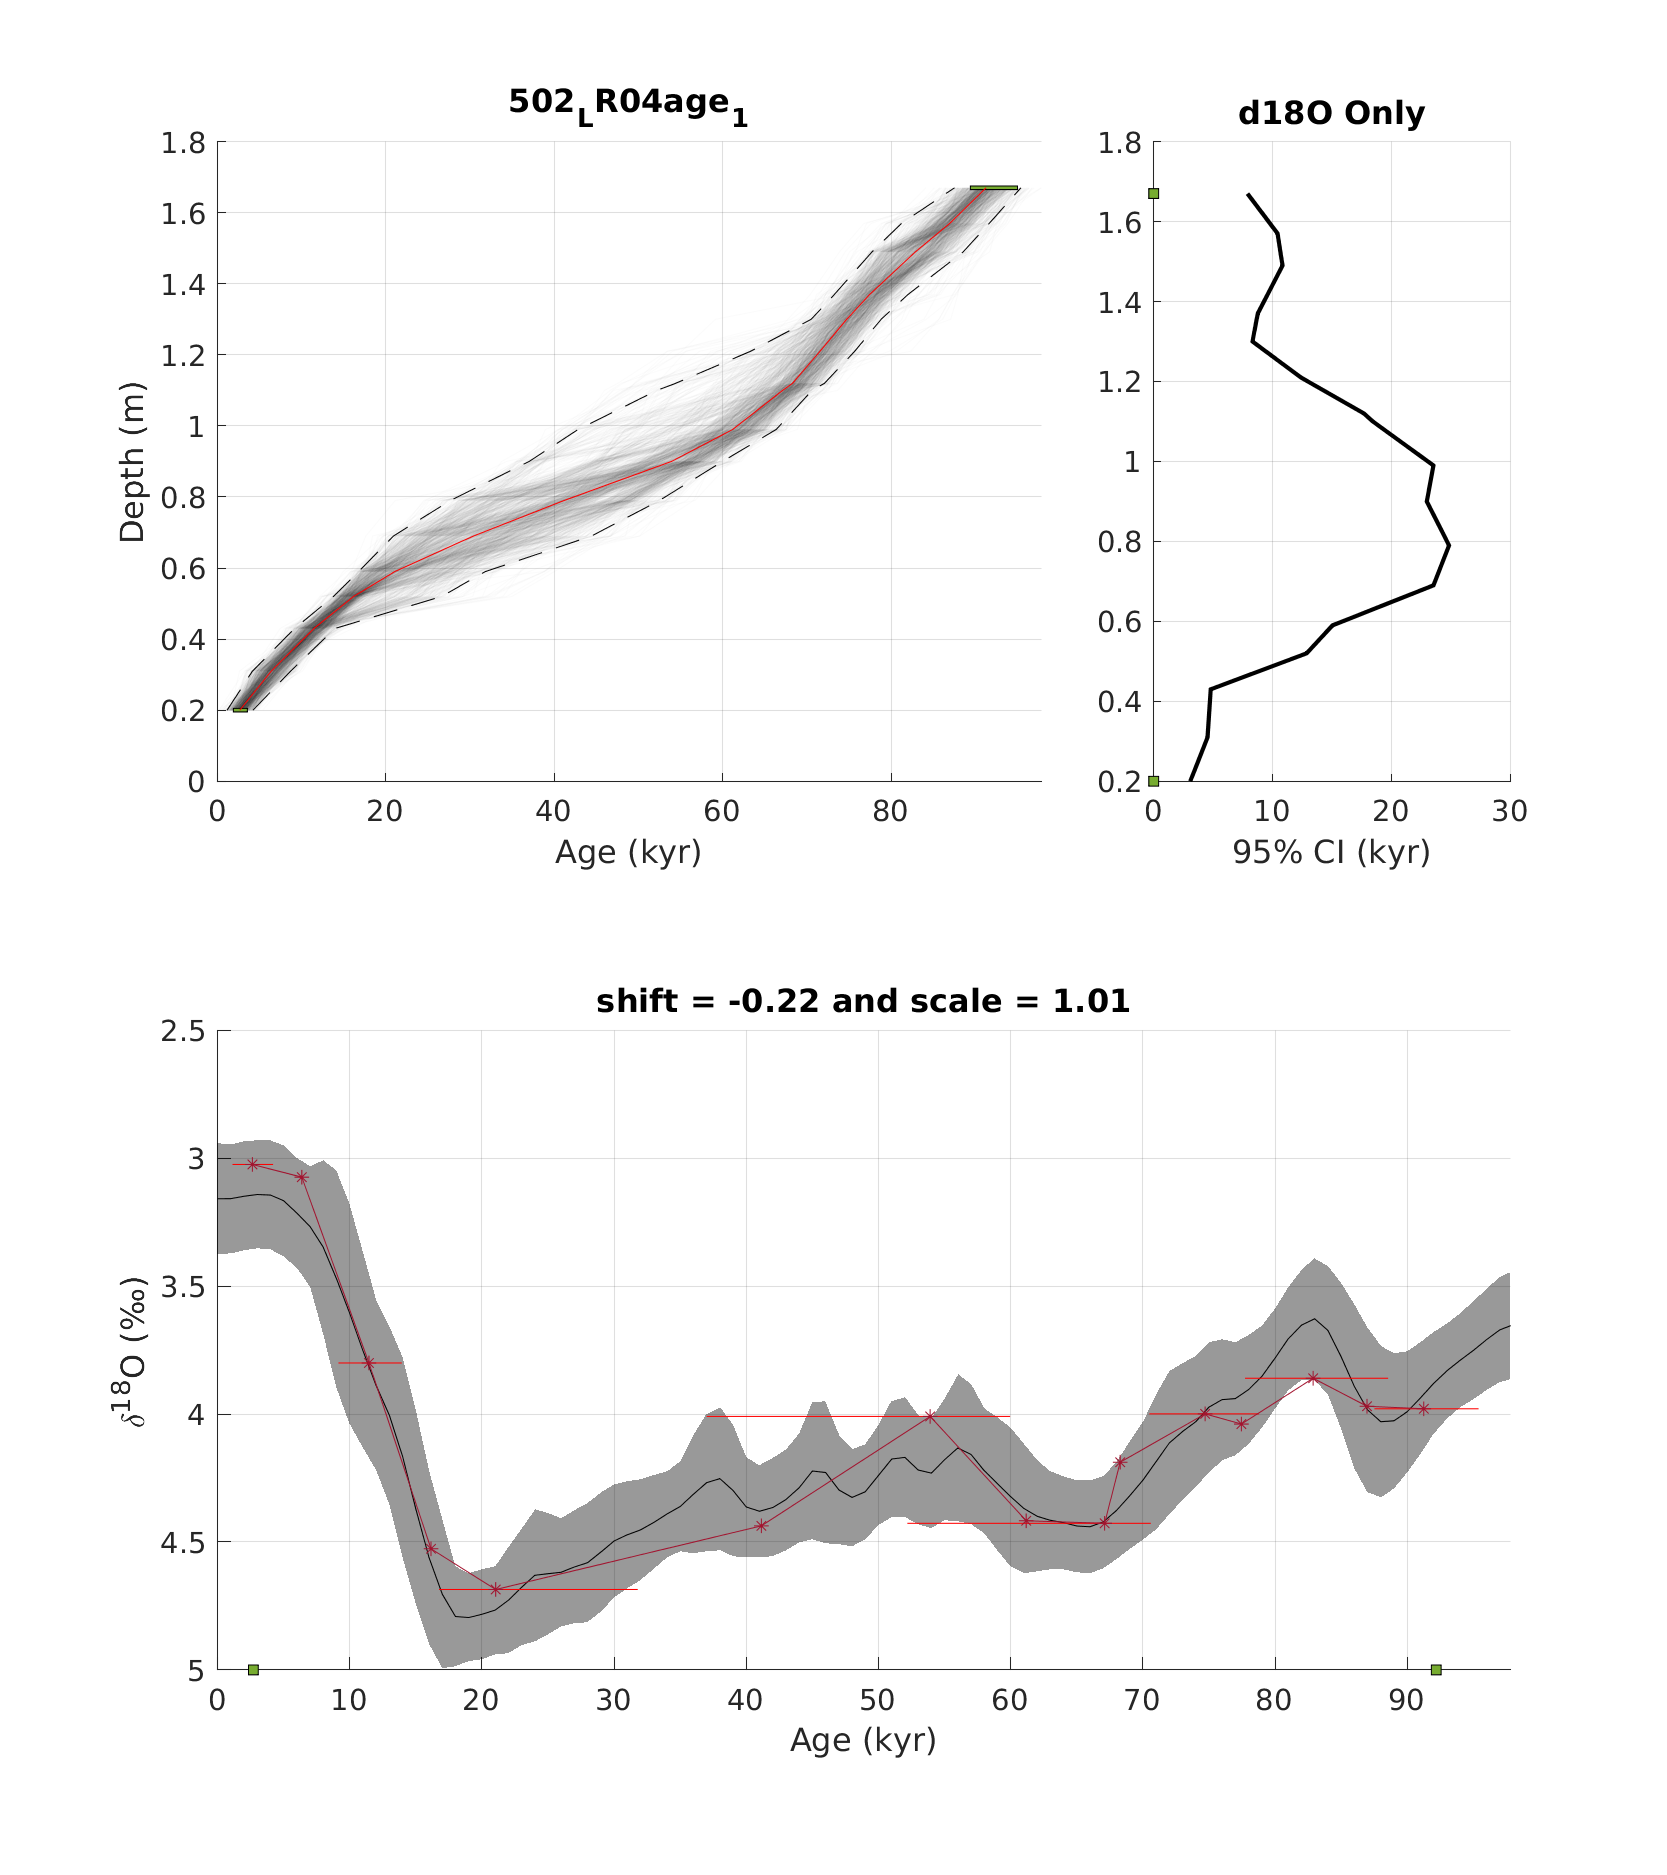 502LR04age1
1.8
1.6
1.4
1.2
1
0.8
0.6
0.4
0.2
0
Depth (m)
0 20 40 60 80
Age (kyr)
d18O Only
1.8
1.6
1.4
1.2
1
0.8
0.6
0.4
0.2
0 10 20 30
95% CI (kyr)
shift = -0.22 and scale = 1.01
2.5
3
3.5
4
4.5
5
δ18O (‰)
0 10 20 30 40 50 60 70 80 90
Age (kyr)